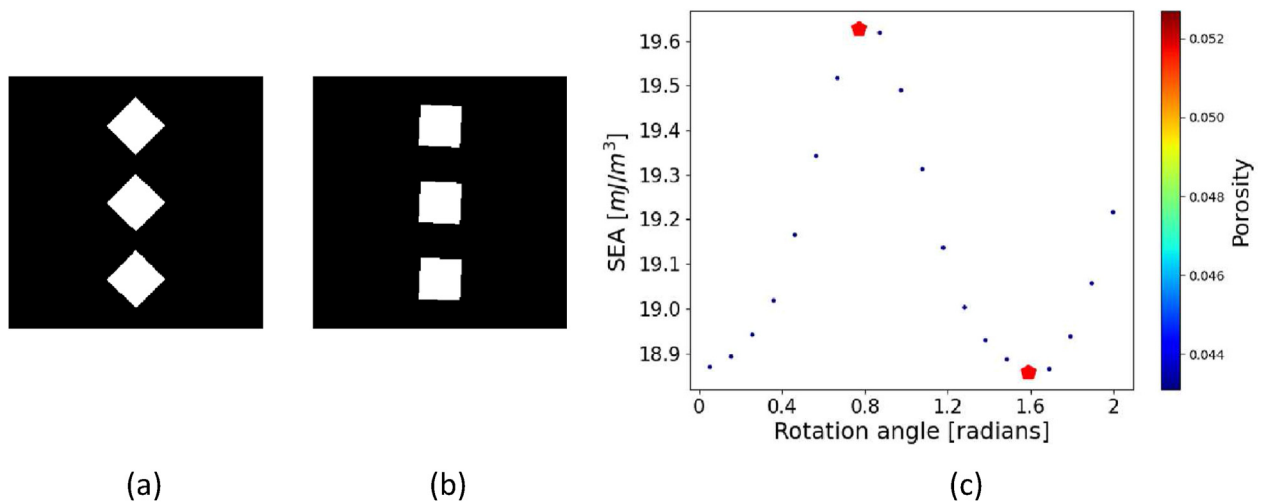 19.6
19.5
19.4
19.3
19.2
19.1
19.0
18.9
SEA [mJ/m³]
0 0.4 0.8 1.2 1.6 2
Rotation angle [radians]
0.052
0.050
0.048
0.046
0.044
Porosity
(a) (b) (c)